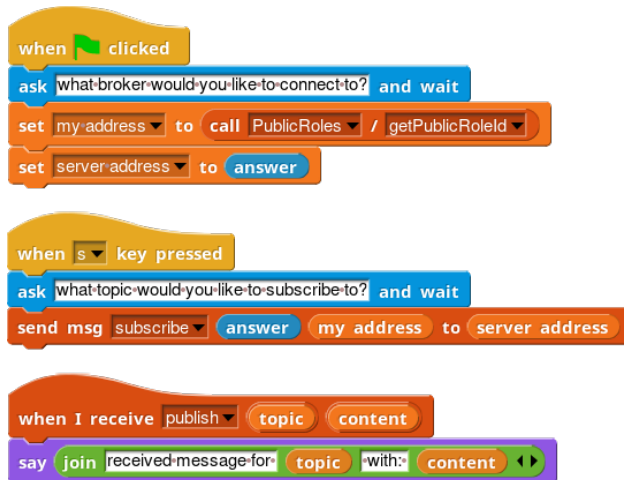 when clicked
ask what broker would you like to connect to? and wait
set my address to call PublicRoles / getPublicRoleId
set server address to answer
when s key pressed
ask what topic would you like to subscribe to? and wait
send msg subscribe answer my address to server address
when I receive publish topic content
say join received message for topic with: content